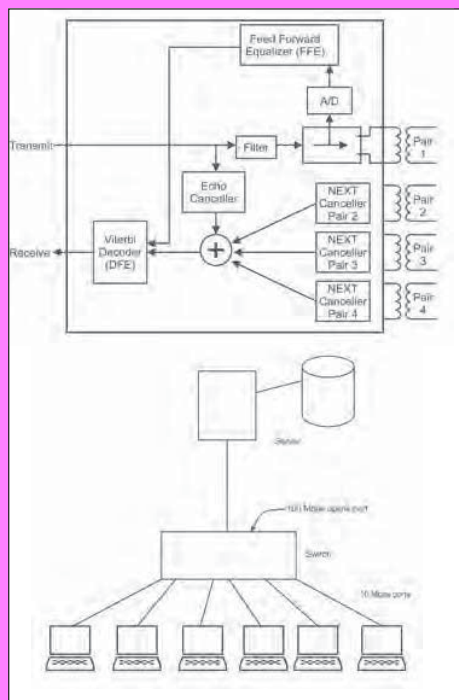 Feed Forward
Equalizer (FFE)
A/D
Transmit
Filter
Pair
1
Echo
Canceller
NEXT
Canceller
Pair 2
Pair
2
Viterbi
Decoder
(DFE)
Receive
+
NEXT
Canceller
Pair 3
Pair
3
NEXT
Canceller
Pair 4
Pair
4
Server
100 Mbps uplink port
Switch
10 Mbps ports